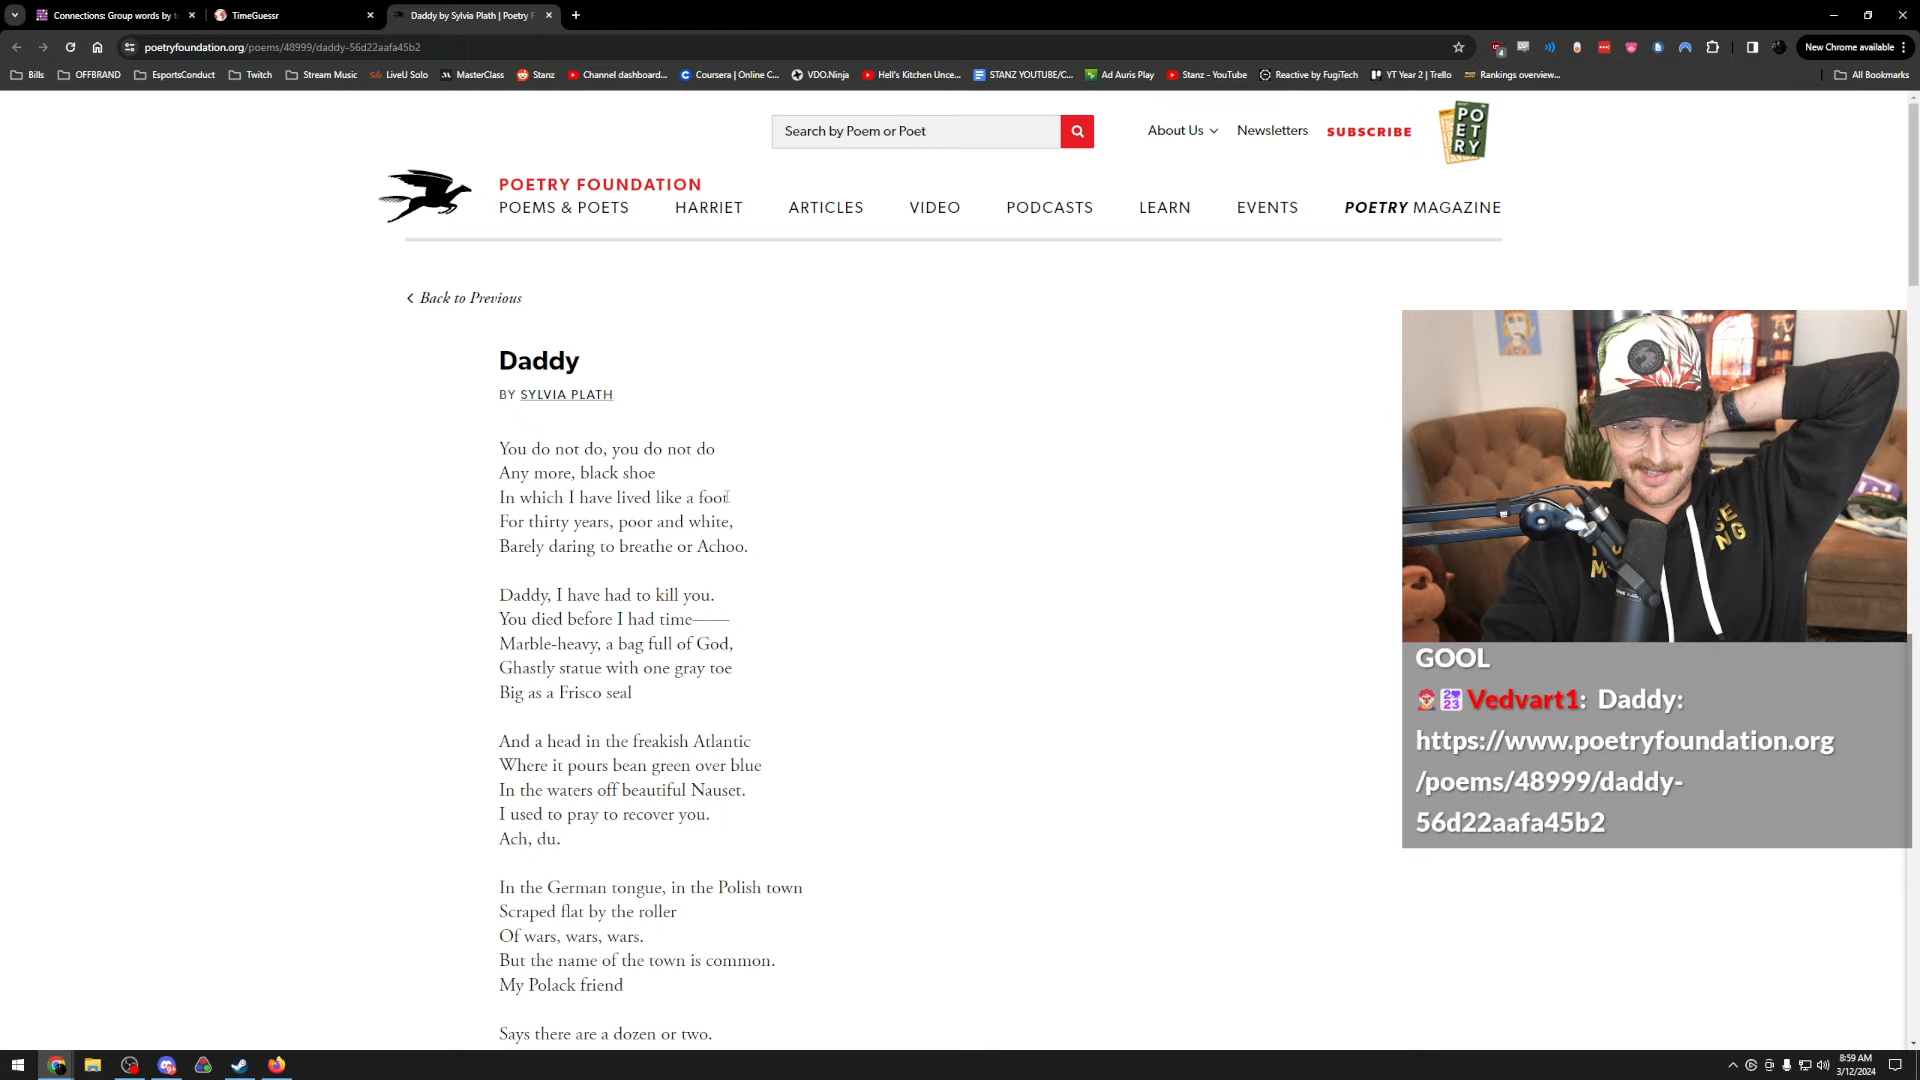 Connections: Group words by t
TimeGuessr
Daddy by Sylvia Plath | Poetry F
poetryfoundation.org/poems/48999/daddy-56d22aafa45b2
New Chrome available
Bills
OFFBRAND
EsportsConduct
Twitch
Stream Music
LiveU Solo
MasterClass
Stanz
Channel dashboard...
Coursera | Online C...
VDO.Ninja
Hell's Kitchen Unce...
STANZ YOUTUBE/C...
Ad Auris Play
Stanz - YouTube
Reactive by FugiTech
YT Year 2 | Trello
Rankings overview...
All Bookmarks
Search by Poem or Poet
About Us
Newsletters
SUBSCRIBE
PO
ET
RY
POETRY FOUNDATION
POEMS & POETS
HARRIET
ARTICLES
VIDEO
PODCASTS
LEARN
EVENTS
POETRY MAGAZINE
Back to Previous
Daddy
BY SYLVIA PLATH
You do not do, you do not do
Any more, black shoe
In which I have lived like a foot
For thirty years, poor and white,
Barely daring to breathe or Achoo.
Daddy, I have had to kill you.
You died before I had time——
Marble-heavy, a bag full of God,
Ghastly statue with one gray toe
Big as a Frisco seal
And a head in the freakish Atlantic
Where it pours bean green over blue
In the waters off beautiful Nauset.
I used to pray to recover you.
Ach, du.
In the German tongue, in the Polish town
Scraped flat by the roller
Of wars, wars, wars.
But the name of the town is common.
My Polack friend
Says there are a dozen or two.
GOOL
Vedvart1: Daddy:
https://www.poetryfoundation.org
/poems/48999/daddy-
56d22aafa45b2
8:59 AM
3/12/2024